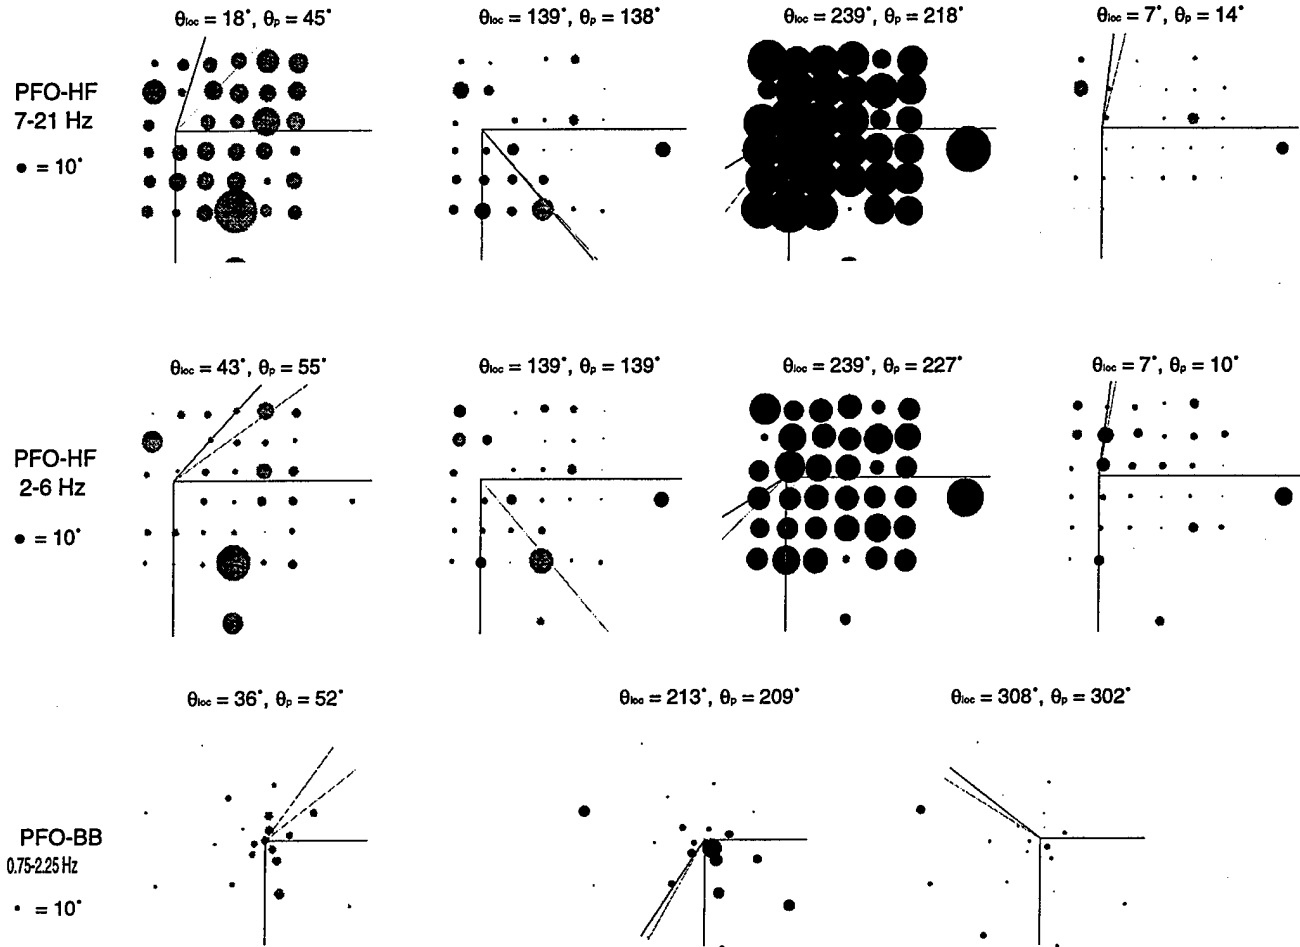 θloc = 18°, θp = 45°
θloc = 139°, θp = 138°
θloc = 239°, θp = 218°
θloc = 7°, θp = 14°
PFO-HF
7-21 Hz
● = 10°
θloc = 43°, θp = 55°
θloc = 139°, θp = 139°
θloc = 239°, θp = 227°
θloc = 7°, θp = 10°
PFO-HF
2-6 Hz
● = 10°
θloc = 36°, θp = 52°
θloc = 213°, θp = 209°
θloc = 308°, θp = 302°
PFO-BB
0.75-2.25 Hz
• = 10°